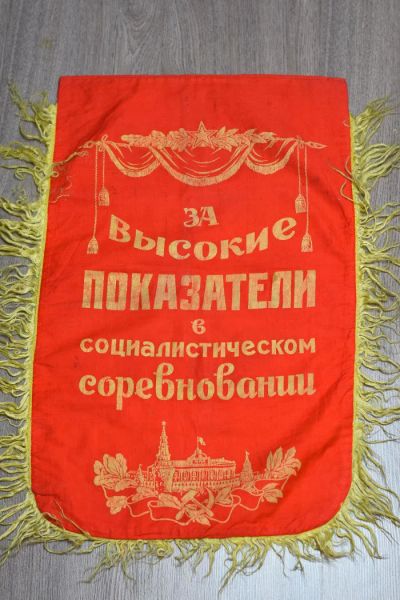 ЗА
ВЫСОКИЕ
ПОКАЗАТЕЛИ
в
социалистическом
соревновании